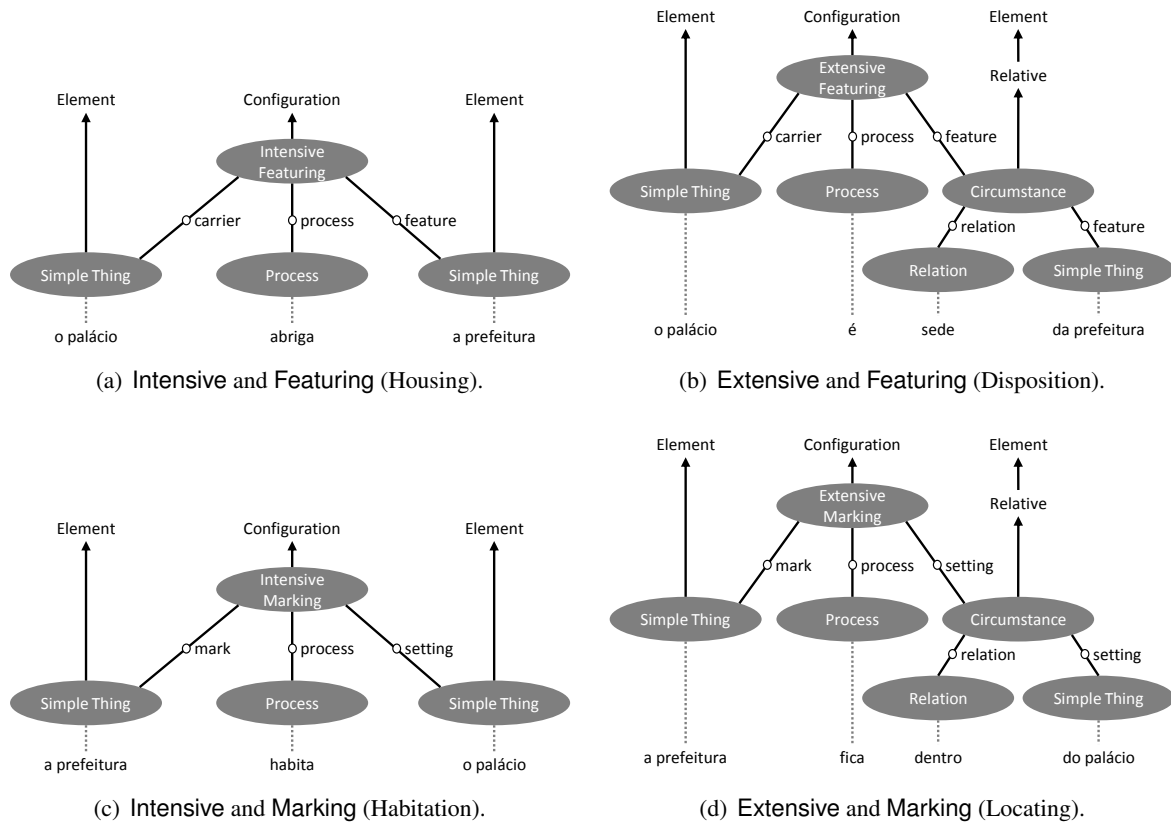 Element
Configuration
Element
Intensive
Featuring
carrier
process
feature
Simple Thing
Process
Simple Thing
o palácio
abriga
a prefeitura
(a) Intensive and Featuring (Housing).
Element
Configuration
Element
Extensive
Featuring
Relative
carrier
process
feature
Simple Thing
Process
Circumstance
relation
feature
Relation
Simple Thing
o palácio
é
sede
da prefeitura
(b) Extensive and Featuring (Disposition).
Element
Configuration
Element
Intensive
Marking
mark
process
setting
Simple Thing
Process
Simple Thing
a prefeitura
habita
o palácio
(c) Intensive and Marking (Habitation).
Element
Configuration
Element
Extensive
Marking
Relative
mark
process
setting
Simple Thing
Process
Circumstance
relation
setting
Relation
Simple Thing
a prefeitura
fica
dentro
do palácio
(d) Extensive and Marking (Locating).